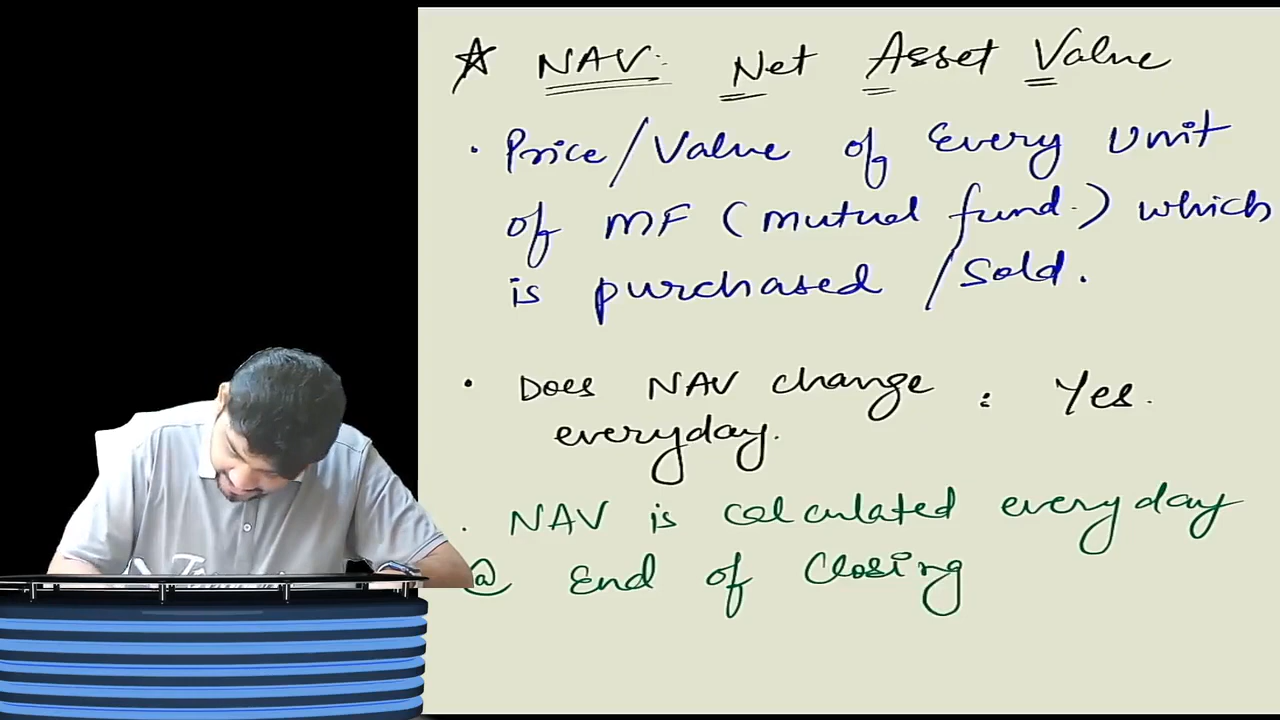 ☆ NAV: Net Asset Value
• Price/Value of Every Unit
of MF (mutual fund.) which
is purchased / Sold.
• Does NAV change : Yes.
everyday.
• NAV is calculated everyday
@ End of Closing